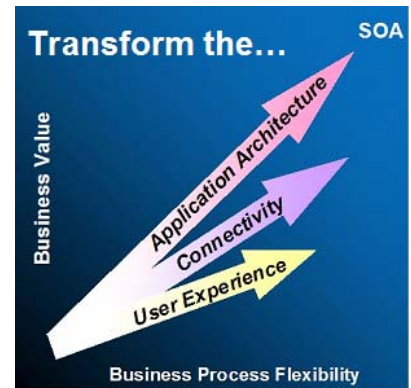 Transform the...
SOA
Business Value
Application Architecture
Connectivity
User Experience
Business Process Flexibility